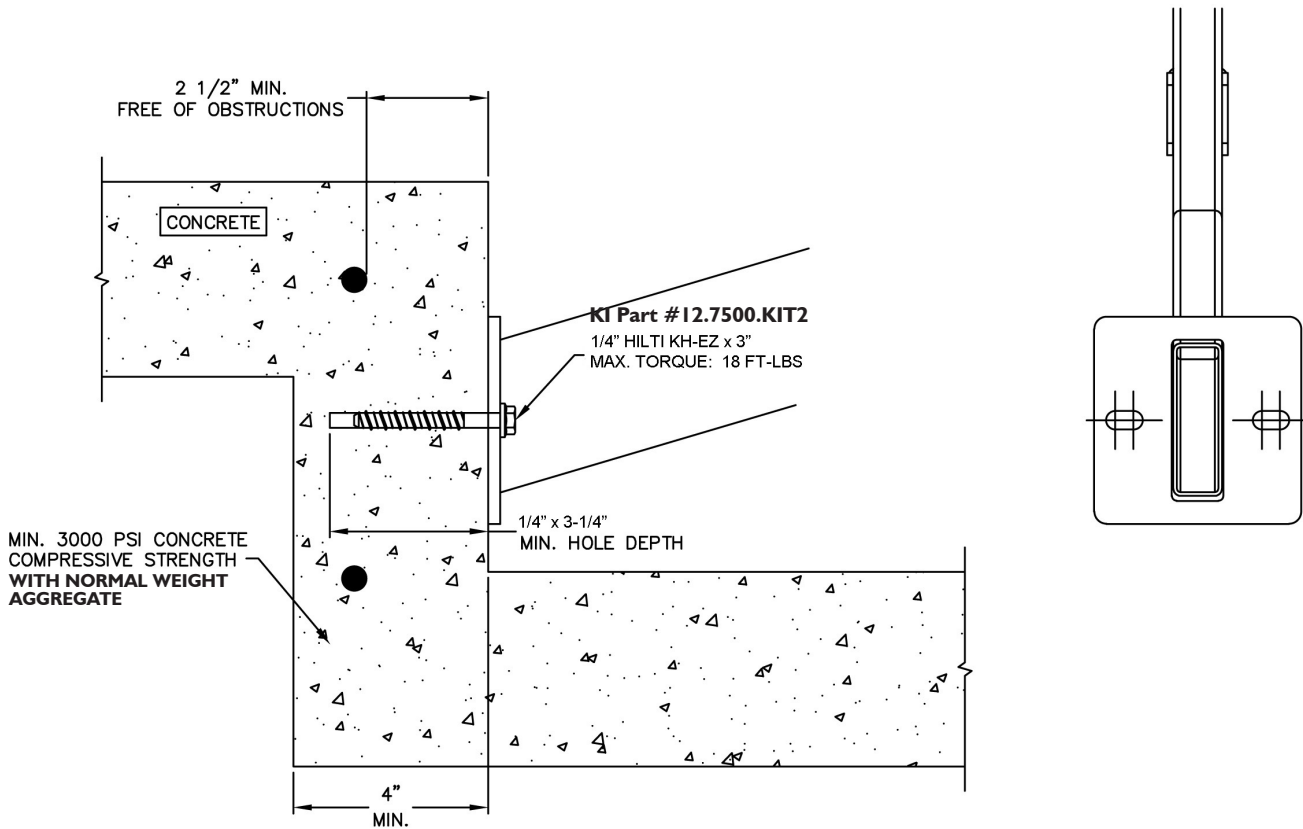 2 1/2” MIN.
FREE OF OBSTRUCTIONS
CONCRETE
KI Part #12.7500.KIT2
1/4” HILTI KH-EZ x 3”
MAX. TORQUE: 18 FT-LBS
1/4” x 3-1/4”
MIN. HOLE DEPTH
MIN. 3000 PSI CONCRETE
COMPRESSIVE STRENGTH
WITH NORMAL WEIGHT
AGGREGATE
4”
MIN.